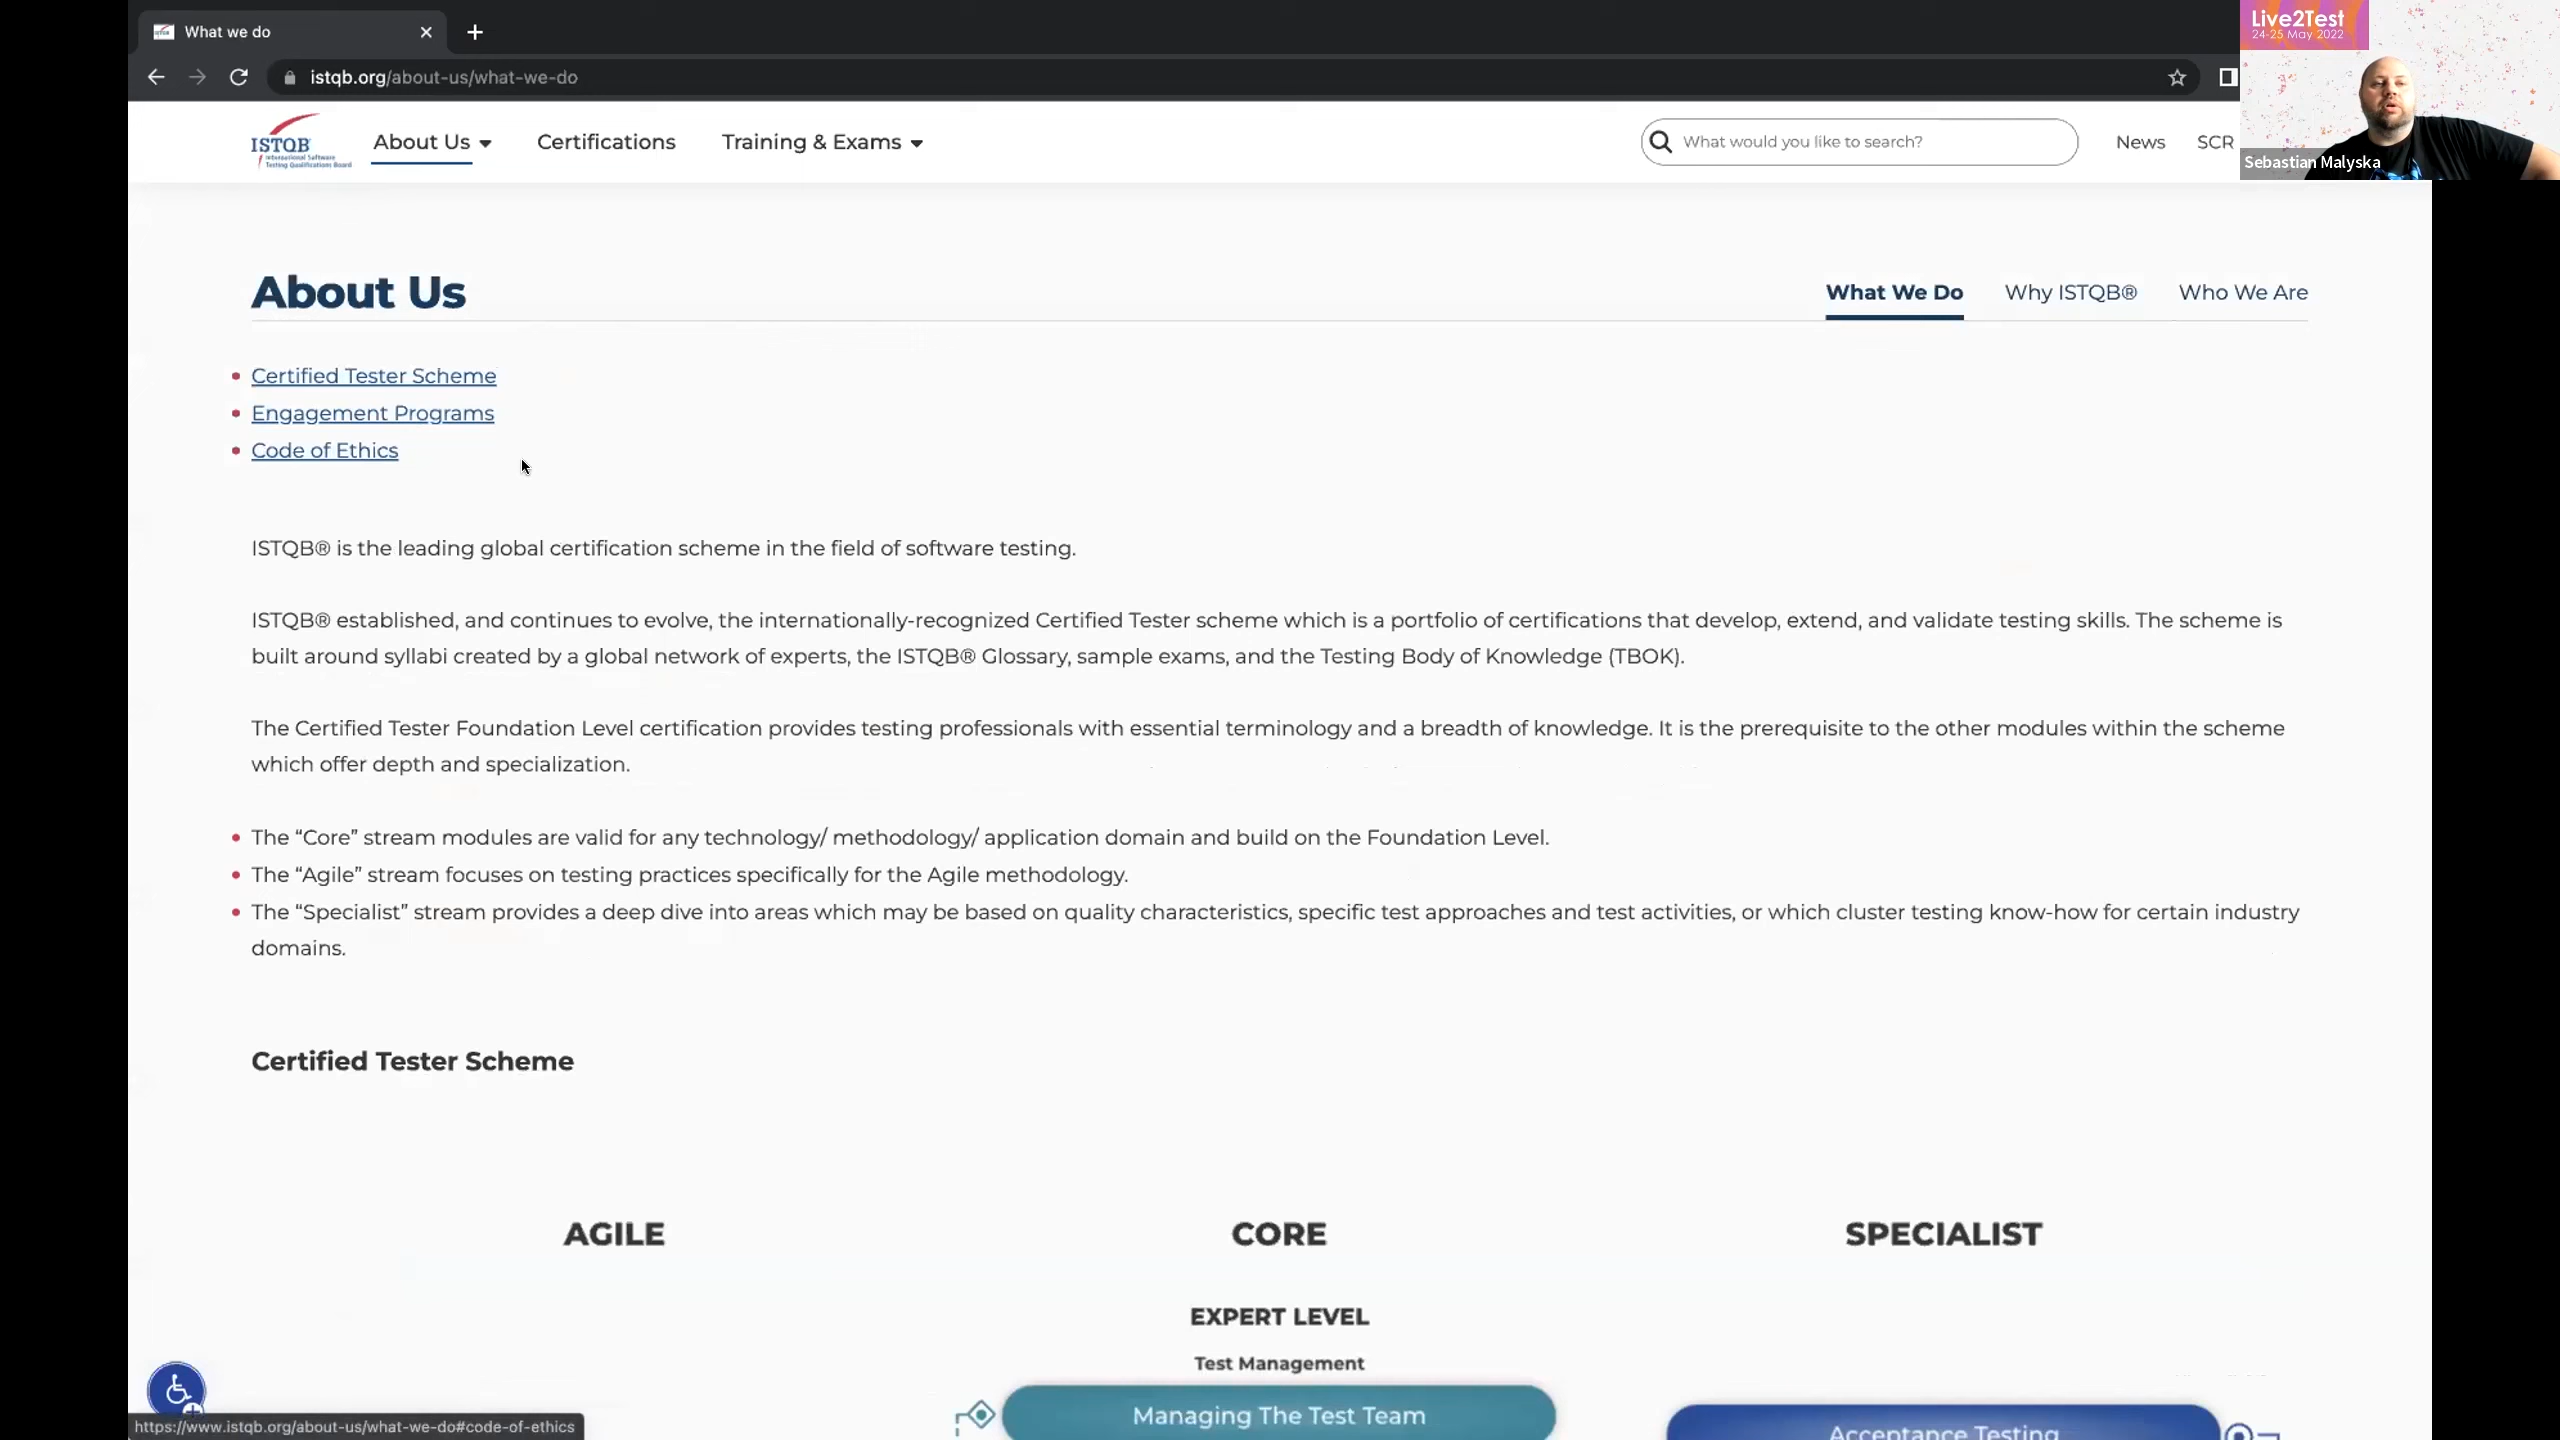 What we do
Live2Test
24-25 May 2022
istqb.org/about-us/what-we-do
ISTQB
International Software
Testing Qualifications Board
About Us
Certifications
Training & Exams
What would you like to search?
News
SCR
Sebastian Malyska
About Us
What We Do
Why ISTQB®
Who We Are
Certified Tester Scheme
Engagement Programs
Code of Ethics
ISTQB® is the leading global certification scheme in the field of software testing.
ISTQB® established, and continues to evolve, the internationally-recognized Certified Tester scheme which is a portfolio of certifications that develop, extend, and validate testing skills. The scheme is
built around syllabi created by a global network of experts, the ISTQB® Glossary, sample exams, and the Testing Body of Knowledge (TBOK).
The Certified Tester Foundation Level certification provides testing professionals with essential terminology and a breadth of knowledge. It is the prerequisite to the other modules within the scheme
which offer depth and specialization.
The “Core” stream modules are valid for any technology/ methodology/ application domain and build on the Foundation Level.
The “Agile” stream focuses on testing practices specifically for the Agile methodology.
The “Specialist” stream provides a deep dive into areas which may be based on quality characteristics, specific test approaches and test activities, or which cluster testing know-how for certain industry
domains.
Certified Tester Scheme
AGILE
CORE
SPECIALIST
EXPERT LEVEL
Test Management
Managing The Test Team
Acceptance Testing
https://www.istqb.org/about-us/what-we-do#code-of-ethics